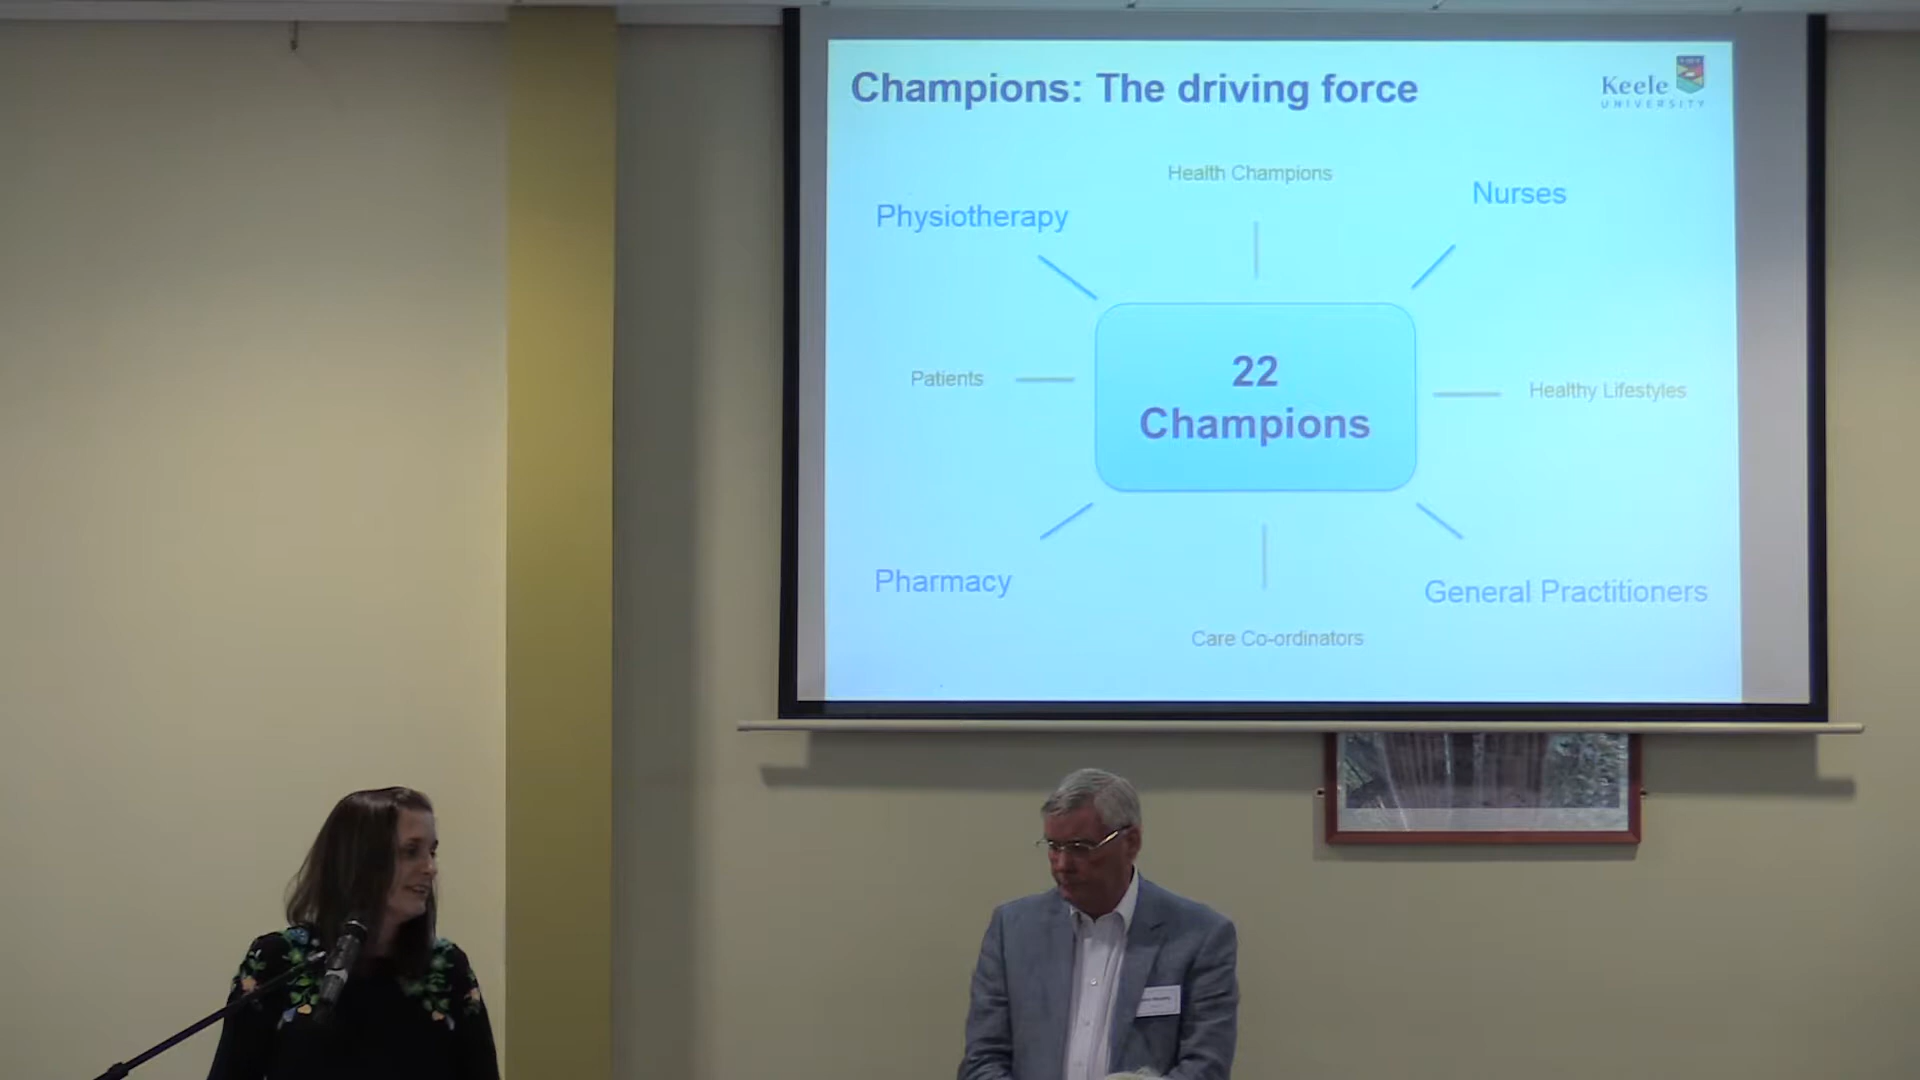 Champions: The driving force
Keele
UNIVERSITY
Health Champions
Nurses
Physiotherapy
22
Champions
Patients
Healthy Lifestyles
Pharmacy
General Practitioners
Care Co-ordinators